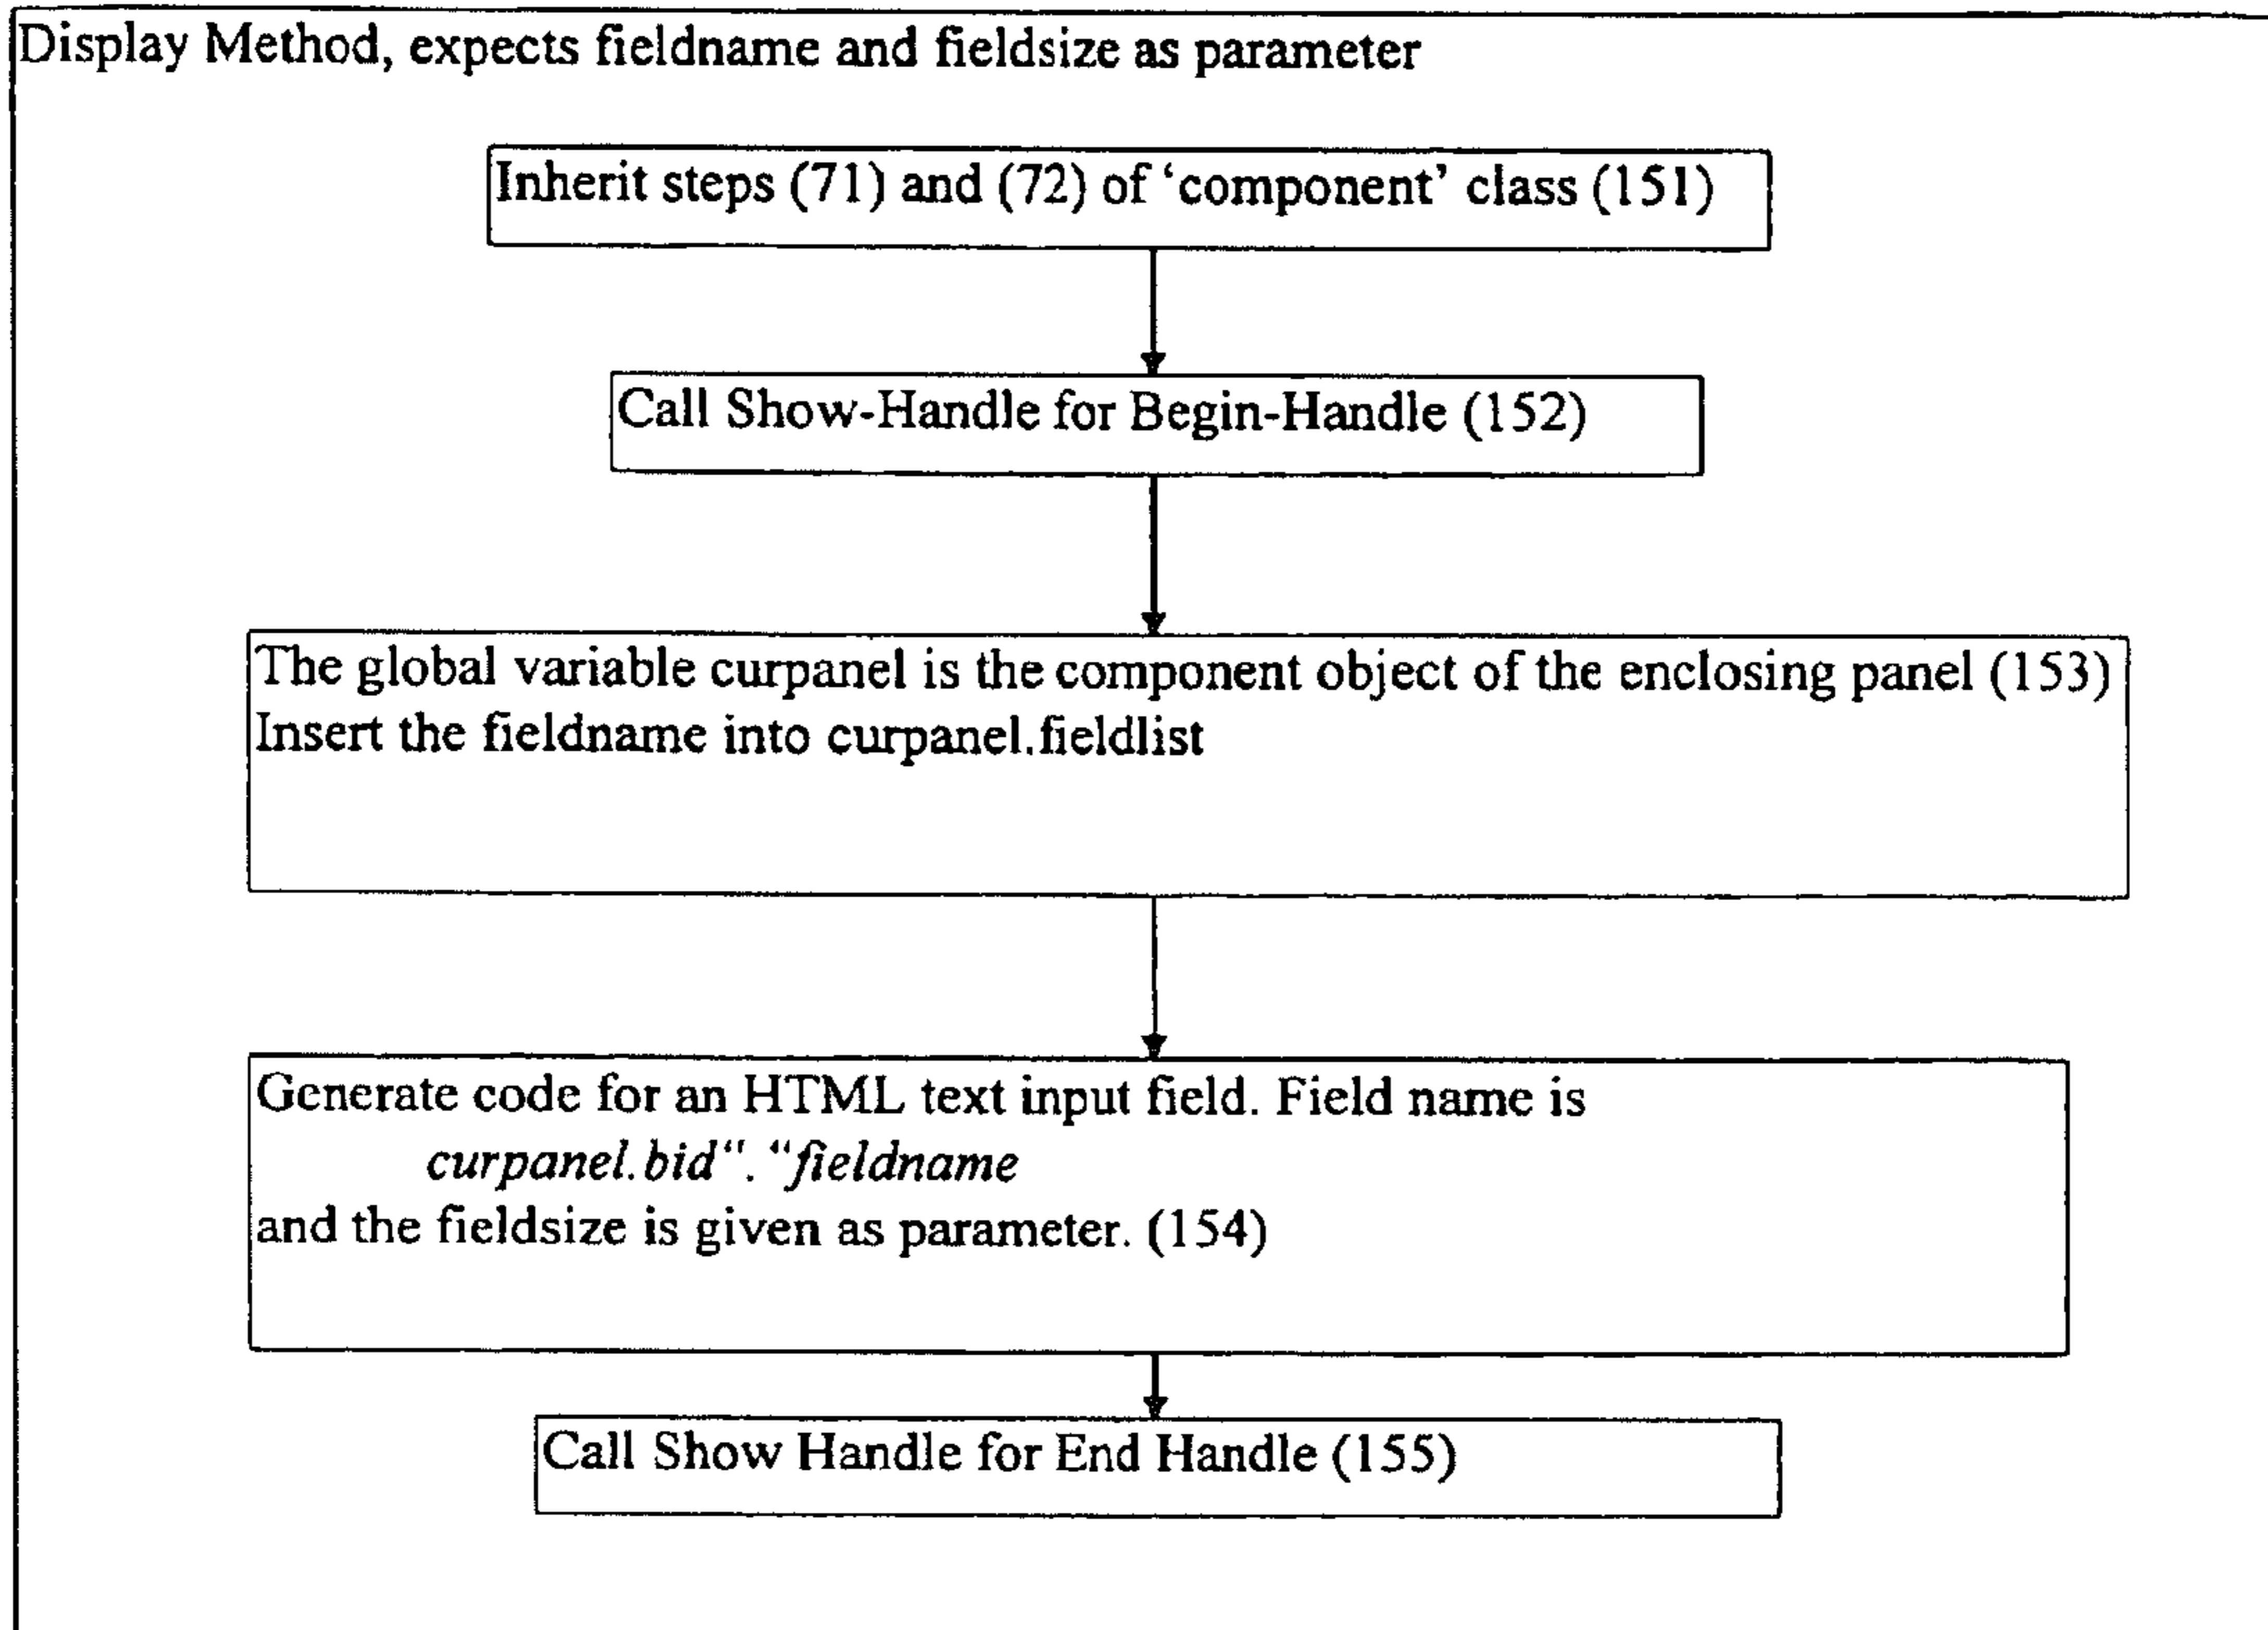 Display Method, expects fieldname and fieldsize as parameter
Inherit steps (71) and (72) of ‘component’ class (151)
Call Show-Handle for Begin-Handle (152)
The global variable curpanel is the component object of the enclosing panel (153)
Insert the fieldname into curpanel.fieldlist
Generate code for an HTML text input field. Field name is
curpanel.bid“. “fieldname
and the fieldsize is given as parameter. (154)
Call Show Handle for End Handle (155)